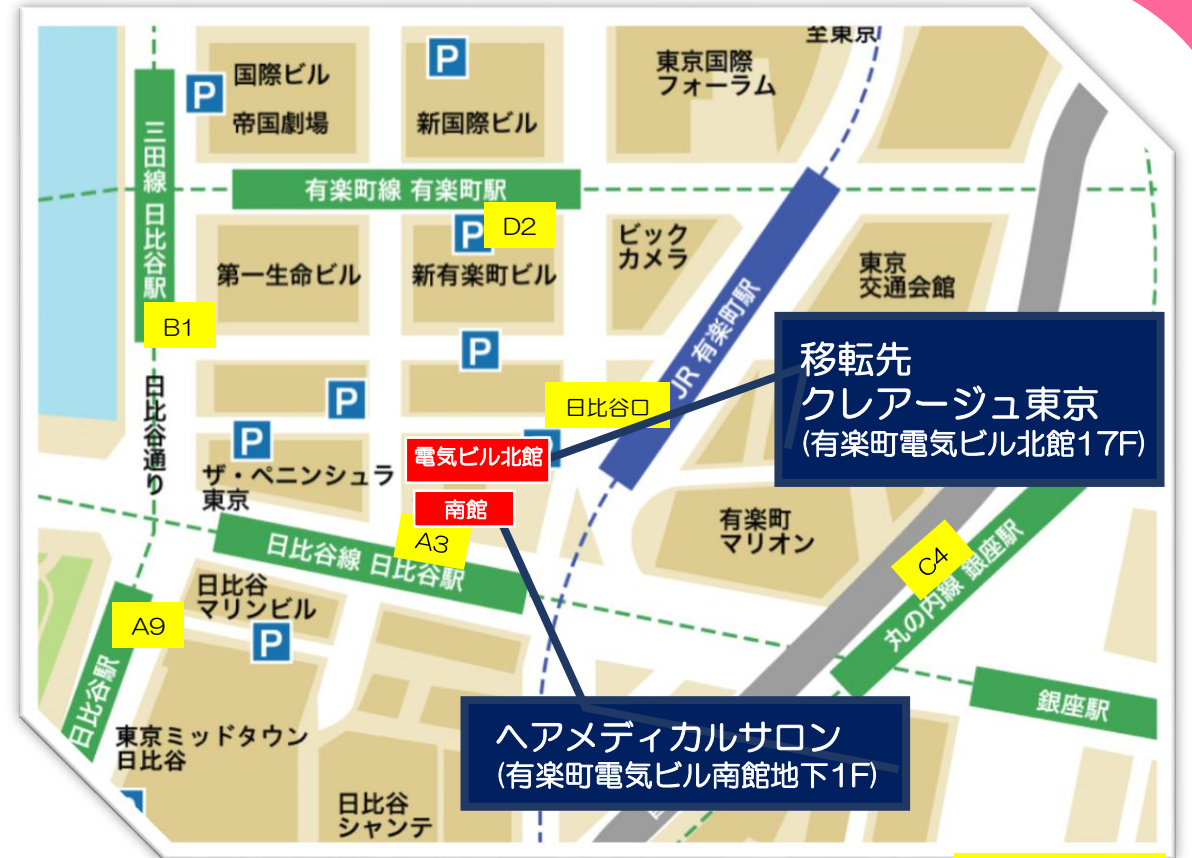 至東京
国際ビル
帝国劇場
P
P
新国際ビル
東京国際
フォーラム
三田線 日比谷駅
有楽町線 有楽町駅
P
D2
第一生命ビル
新有楽町ビル
ビック
カメラ
東京
交通会館
B1
P
JR 有楽町駅
移転先
クレアージュ東京
(有楽町電気ビル北館17F)
日比谷通り
P
日比谷口
P
ザ・ペニンシュラ
東京
電気ビル北館
南館
A3
日比谷線 日比谷駅
有楽町
マリオン
C4
丸の内線 銀座駅
日比谷
マリンビル
A9
P
日比谷駅
銀座駅
東京ミッドタウン
日比谷
ヘアメディカルサロン
(有楽町電気ビル南館地下1F)
日比谷
シャンテ